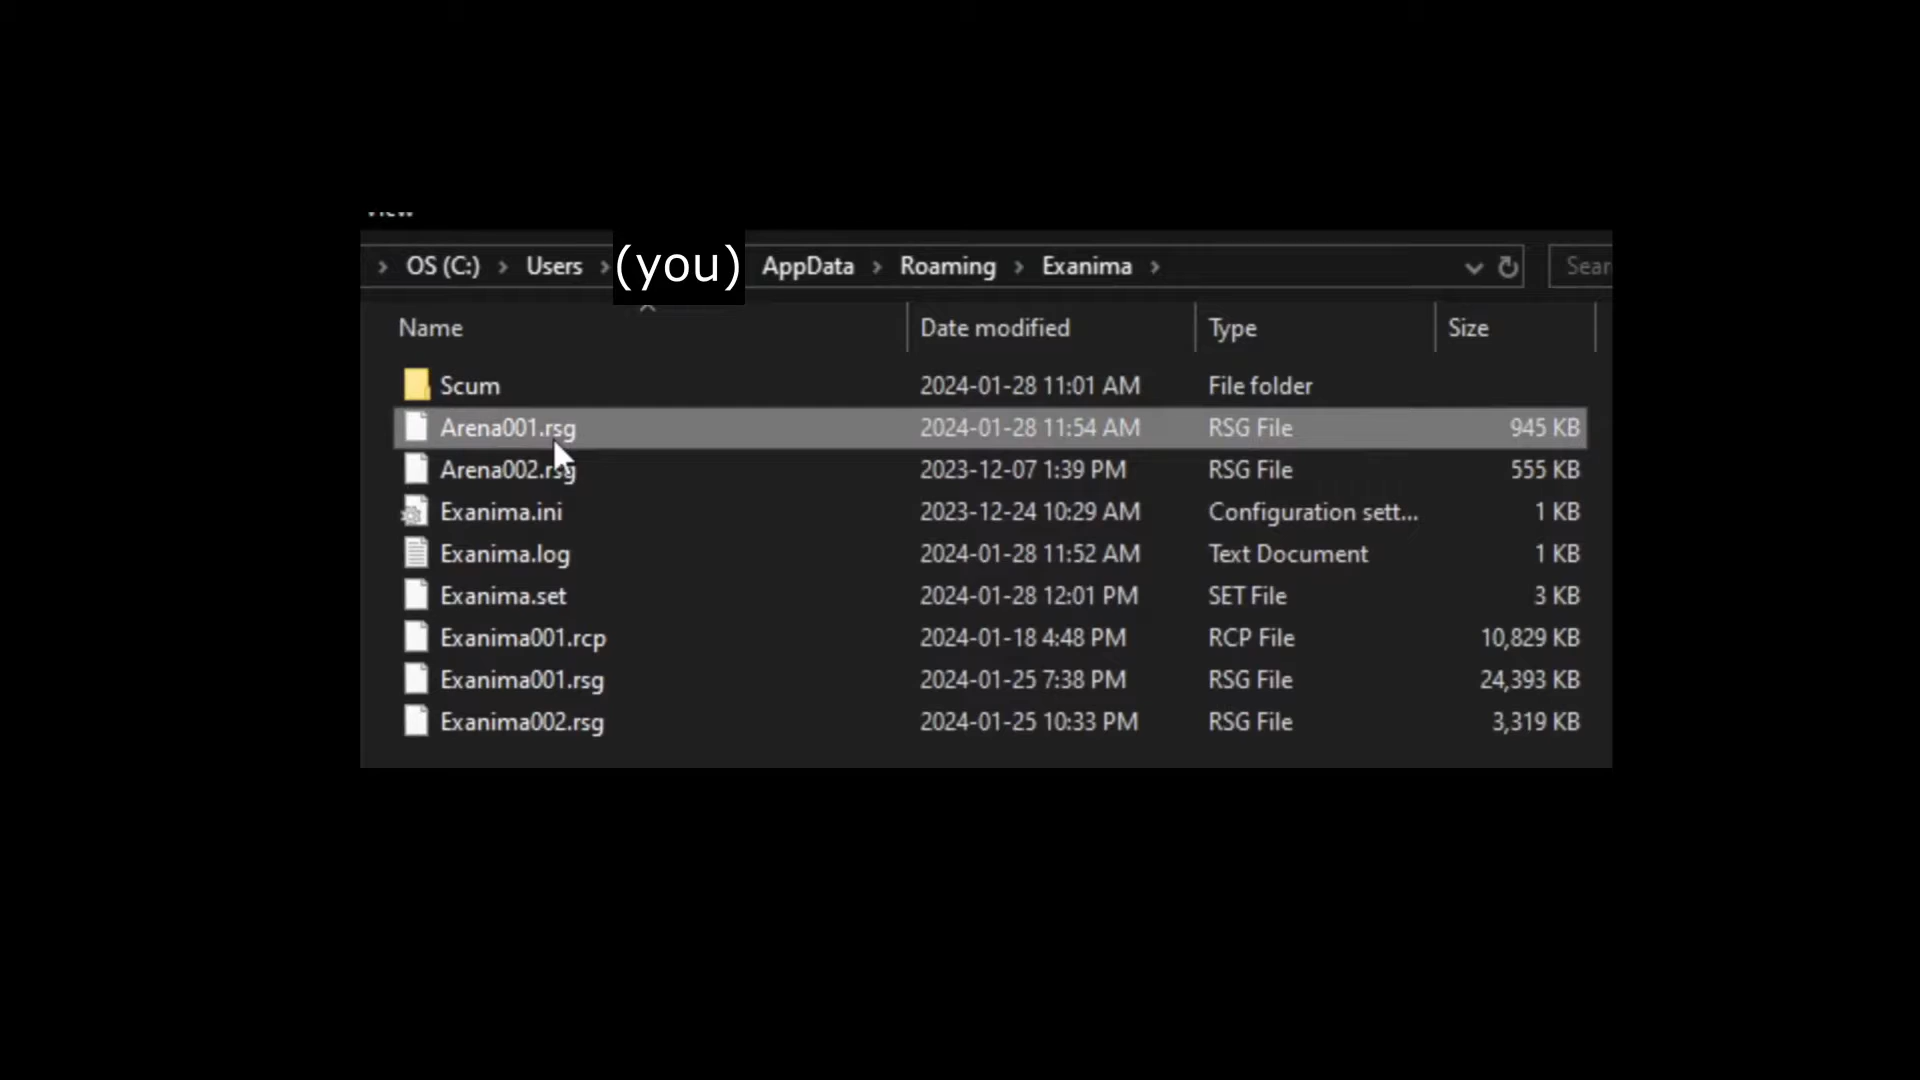 View
OS (C:) Users (you) AppData Roaming Exanima Sear
Name Date modified Type Size
Scum 2024-01-28 11:01 AM File folder
Arena001.rsg 2024-01-28 11:54 AM RSG File 945 KB
Arena002.rsg 2023-12-07 1:39 PM RSG File 555 KB
Exanima.ini 2023-12-24 10:29 AM Configuration sett... 1 KB
Exanima.log 2024-01-28 11:52 AM Text Document 1 KB
Exanima.set 2024-01-28 12:01 PM SET File 3 KB
Exanima001.rcp 2024-01-18 4:48 PM RCP File 10,829 KB
Exanima001.rsg 2024-01-25 7:38 PM RSG File 24,393 KB
Exanima002.rsg 2024-01-25 10:33 PM RSG File 3,319 KB